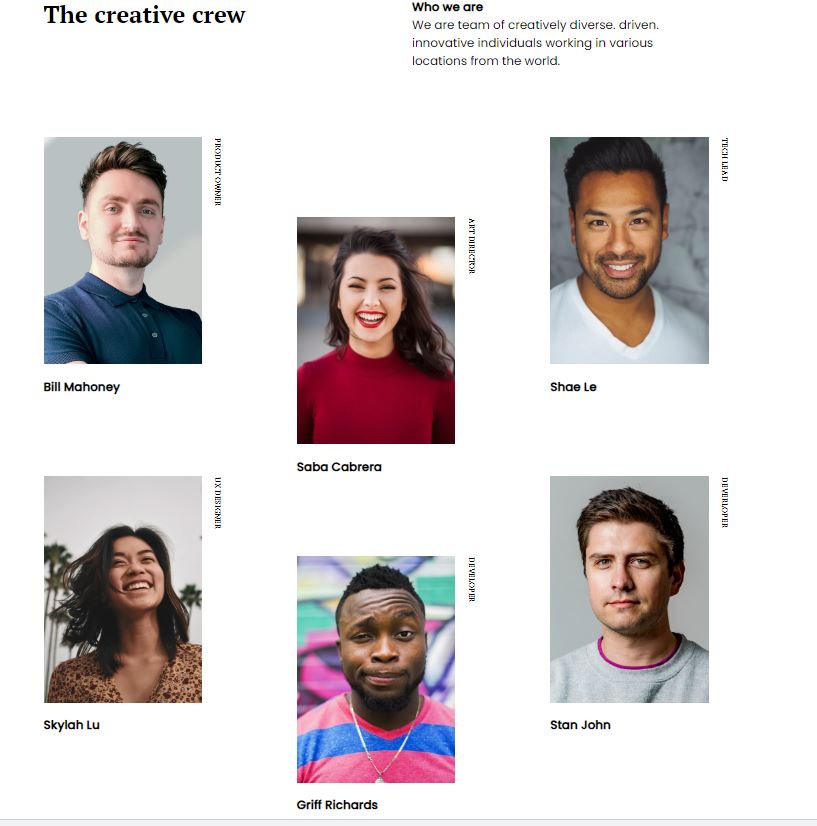 The creative crew
Who we are
We are team of creatively diverse. driven.
innovative individuals working in various
locations from the world.
PRODUCT OWNER
Bill Mahoney
ART DIRECTOR
Saba Cabrera
TECH LEAD
Shae Le
UX DESIGNER
Skylah Lu
DEVELOPER
Griff Richards
DEVERLOPER
Stan John